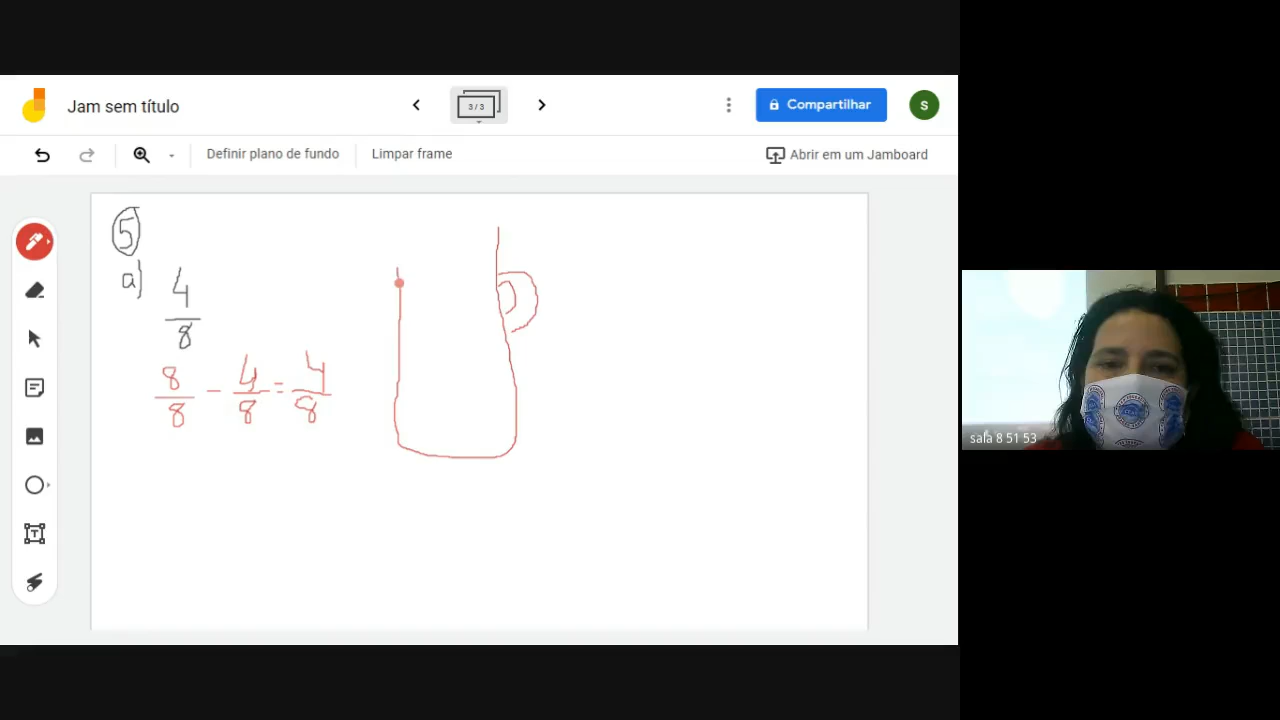 Jam sem título
3 / 3
Compartilhar
S
Definir plano de fundo
Limpar frame
Abrir em um Jamboard
5
a) 4/8
8/8 - 4/8 = 4/8
sala 8 51 53